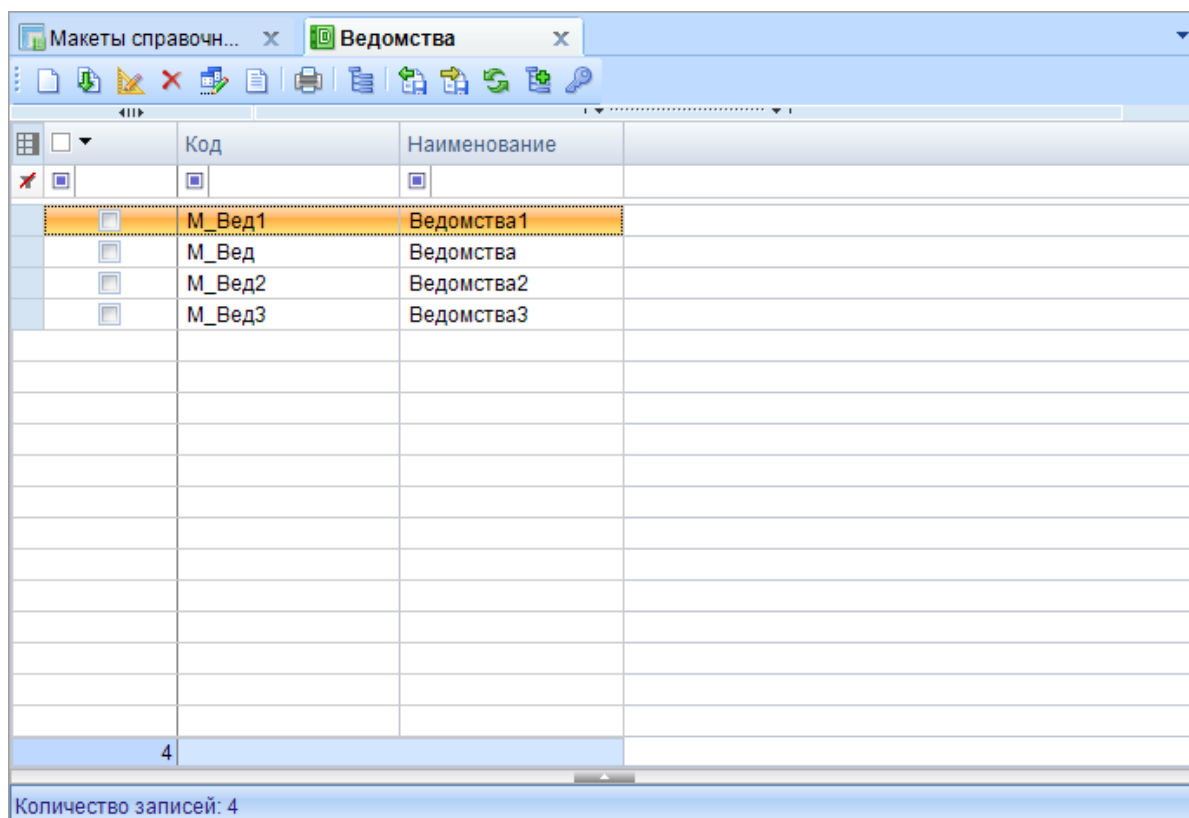 Макеты справочн... Ведомства
Код Наименование
М_Вед1 Ведомства1
М_Вед Ведомства
М_Вед2 Ведомства2
М_Вед3 Ведомства3
4
Количество записей: 4